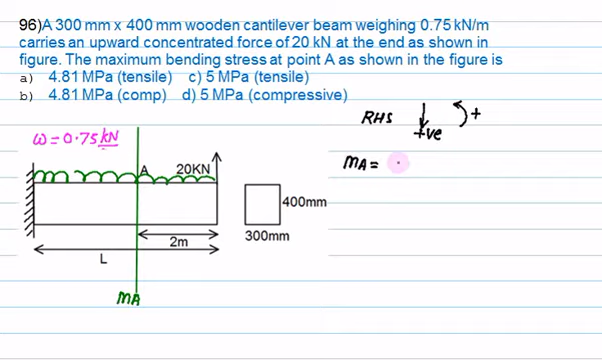 96)A 300 mm x 400 mm wooden cantilever beam weighing 0.75 kN/m
carries an upward concentrated force of 20 kN at the end as shown in
figure. The maximum bending stress at point A as shown in the figure is
a) 4.81 MPa (tensile) c) 5 MPa (tensile)
b) 4.81 MPa (comp) d) 5 MPa (compressive)
RHS +ve +
ω = 0.75 kN
MA =
A 20KN
400mm
300mm
2m
L
MA